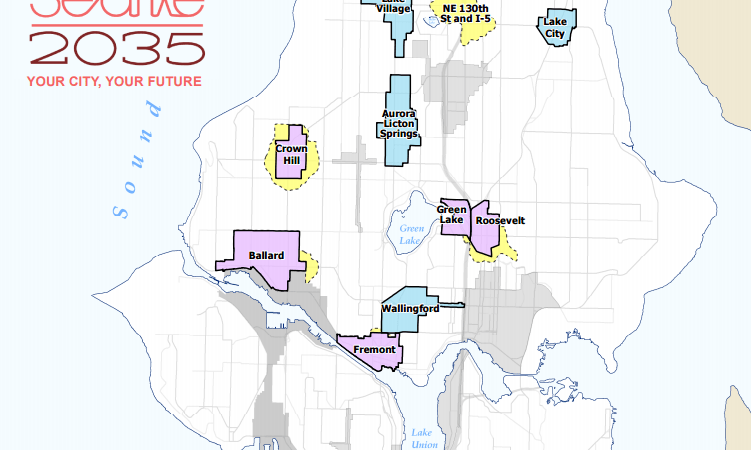 Seattle
2035
YOUR CITY, YOUR FUTURE
Sound
Lake
Village
NE 130th
St and I-5
Lake
City
Aurora
Licton
Springs
Crown
Hill
Green
Lake
Roosevelt
Green
Lake
Ballard
Wallingford
Fremont
Lake
Union